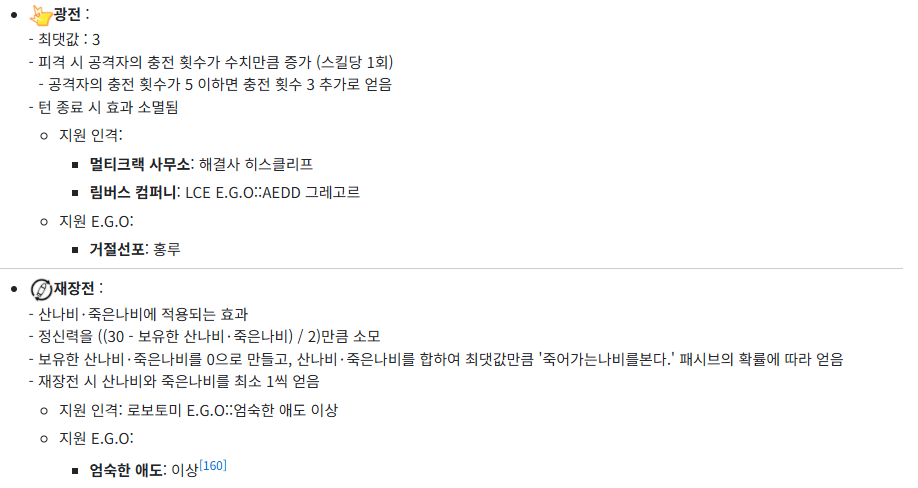 광전 :
- 최댓값 : 3
- 피격 시 공격자의 충전 횟수가 수치만큼 증가 (스킬당 1회)
- 공격자의 충전 횟수가 5 이하면 충전 횟수 3 추가로 얻음
- 턴 종료 시 효과 소멸됨
지원 인격:
멀티크랙 사무소: 해결사 히스클리프
림버스 컴퍼니: LCE E.G.O::AEDD 그레고르
지원 E.G.O:
거절선포: 홍루
재장전 :
- 산나비·죽은나비에 적용되는 효과
- 정신력을 ((30 - 보유한 산나비·죽은나비) / 2)만큼 소모
- 보유한 산나비·죽은나비를 0으로 만들고, 산나비·죽은나비를 합하여 최댓값만큼 '죽어가는나비를본다.' 패시브의 확률에 따라 얻음
- 재장전 시 산나비와 죽은나비를 최소 1씩 얻음
지원 인격: 로보토미 E.G.O::엄숙한 애도 이상
지원 E.G.O:
엄숙한 애도: 이상[160]